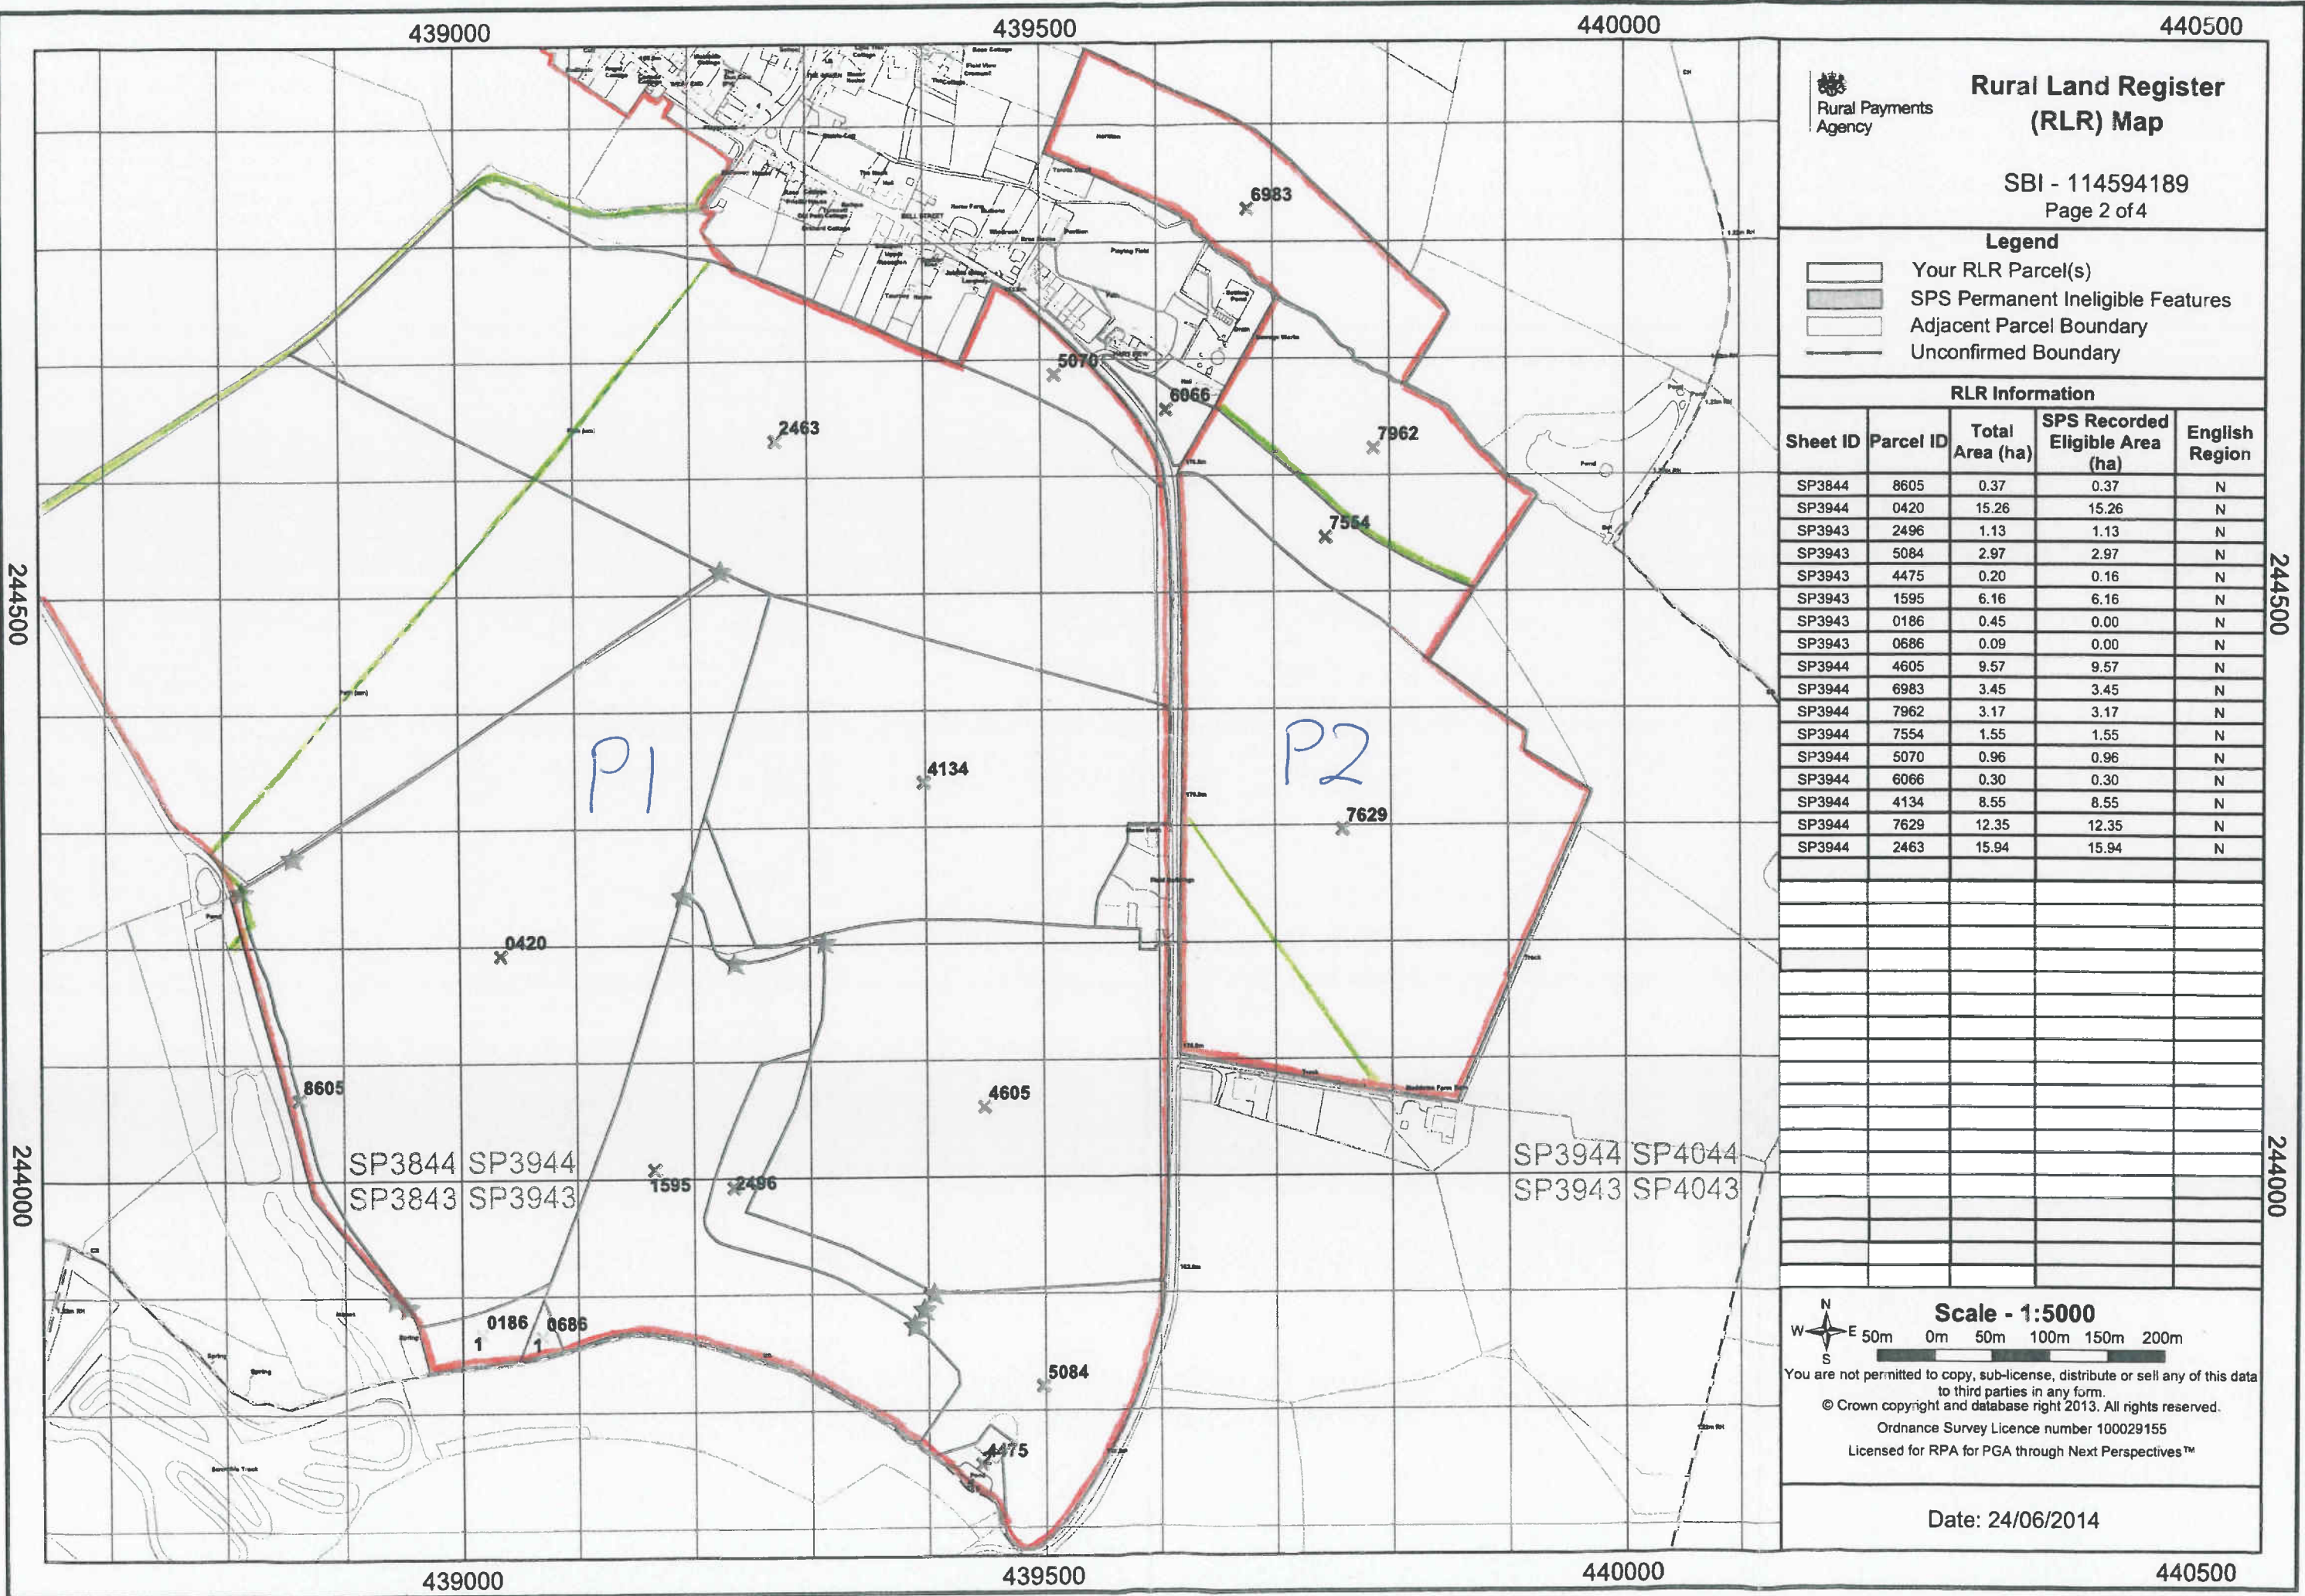 439000
439500
440000
440500
244500
244000
244500
244000
439000
439500
440000
440500
6983
5070
6066
7962
2463
7554
4134
P1
P2
7629
0420
8605
4605
SP3844 SP3944
SP3843 SP3943
1595
2496
SP3944 SP4044
SP3943 SP4043
0186
0686
1
1
5084
4475
Playing Field
BELL STREET
Pond
Track
Track
Spring
Spring
Spring
Rural Payments
Agency
Rural Land Register
(RLR) Map
SBI - 114594189
Page 2 of 4
Legend
Your RLR Parcel(s)
SPS Permanent Ineligible Features
Adjacent Parcel Boundary
Unconfirmed Boundary
RLR Information
Sheet ID Parcel ID Total Area (ha) SPS Recorded Eligible Area (ha) English Region
SP3844 8605 0.37 0.37 N
SP3944 0420 15.26 15.26 N
SP3943 2496 1.13 1.13 N
SP3943 5084 2.97 2.97 N
SP3943 4475 0.20 0.16 N
SP3943 1595 6.16 6.16 N
SP3943 0186 0.45 0.00 N
SP3943 0686 0.09 0.00 N
SP3944 4605 9.57 9.57 N
SP3944 6983 3.45 3.45 N
SP3944 7962 3.17 3.17 N
SP3944 7554 1.55 1.55 N
SP3944 5070 0.96 0.96 N
SP3944 6066 0.30 0.30 N
SP3944 4134 8.55 8.55 N
SP3944 7629 12.35 12.35 N
SP3944 2463 15.94 15.94 N
N
W E
S
Scale - 1:5000
50m 0m 50m 100m 150m 200m
You are not permitted to copy, sub-license, distribute or sell any of this data
to third parties in any form.
© Crown copyright and database right 2013. All rights reserved.
Ordnance Survey Licence number 100029155
Licensed for RPA for PGA through Next Perspectives™
Date: 24/06/2014